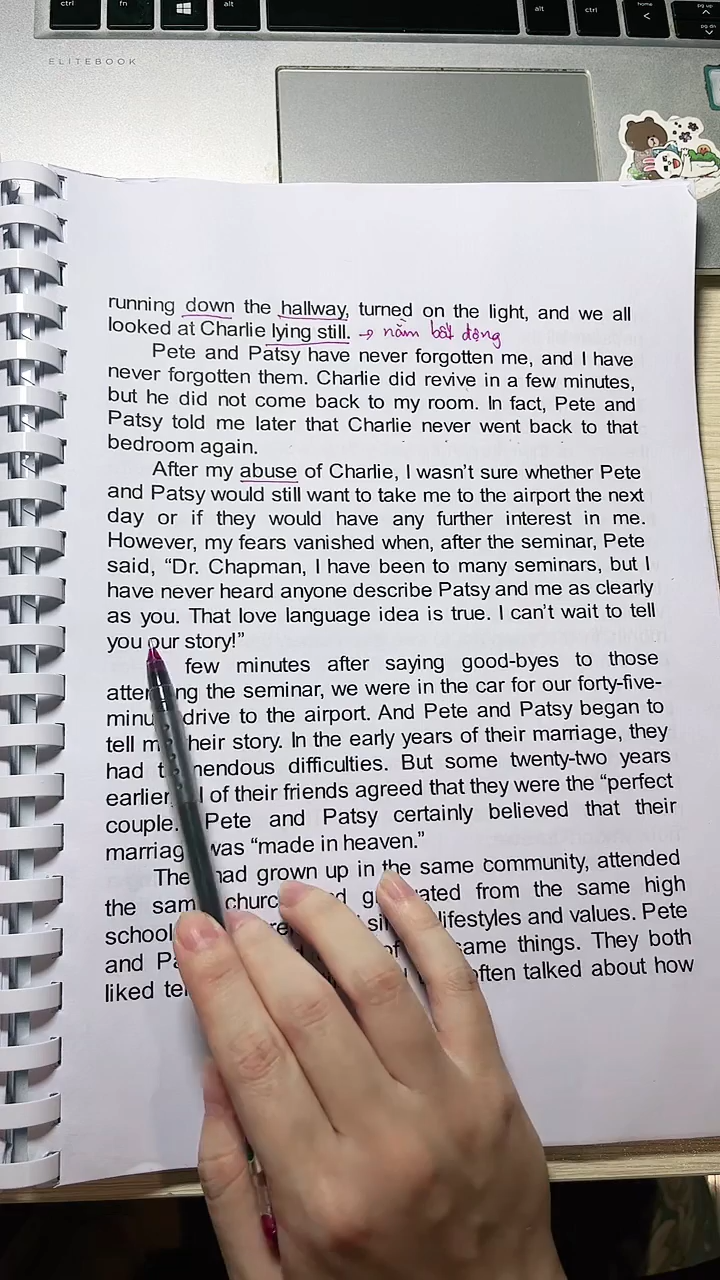 ctrl fn alt alt ctrl home < pg up pg dn
ELITEBOOK
running down the hallway, turned on the light, and we all
looked at Charlie lying still. → nằm bất động
Pete and Patsy have never forgotten me, and I have
never forgotten them. Charlie did revive in a few minutes,
but he did not come back to my room. In fact, Pete and
Patsy told me later that Charlie never went back to that
bedroom again.
After my abuse of Charlie, I wasn't sure whether Pete
and Patsy would still want to take me to the airport the next
day or if they would have any further interest in me.
However, my fears vanished when, after the seminar, Pete
said, “Dr. Chapman, I have been to many seminars, but I
have never heard anyone describe Patsy and me as clearly
as you. That love language idea is true. I can't wait to tell
you our story!”
few minutes after saying good-byes to those
the seminar, we were in the car for our forty-five-
drive to the airport. And Pete and Patsy began to
tell their story. In the early years of their marriage, they
had difficulties. But some twenty-two years
earlier, of their friends agreed that they were the “perfect
couple. Pete and Patsy certainly believed that their
was “made in heaven.”
had grown up in the same community, attended
the from the same high
school lifestyles and values. Pete
and same things. They both
liked often talked about how